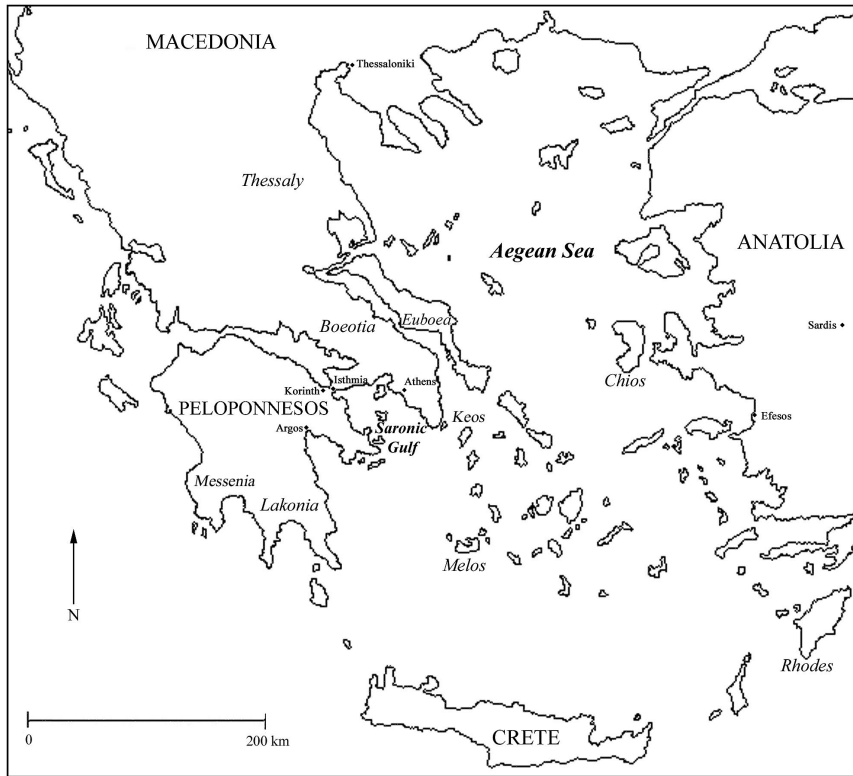 MACEDONIA
Thessaloniki
Thessaly
Aegean Sea
ANATOLIA
Boeotia
Euboea
Sardis
Chios
Isthmia
Korinth
Athens
PELOPONNESOS
Keos
Efesos
Argos
Saronic
Gulf
Messenia
Lakonia
Melos
N
Rhodes
CRETE
0
200 km